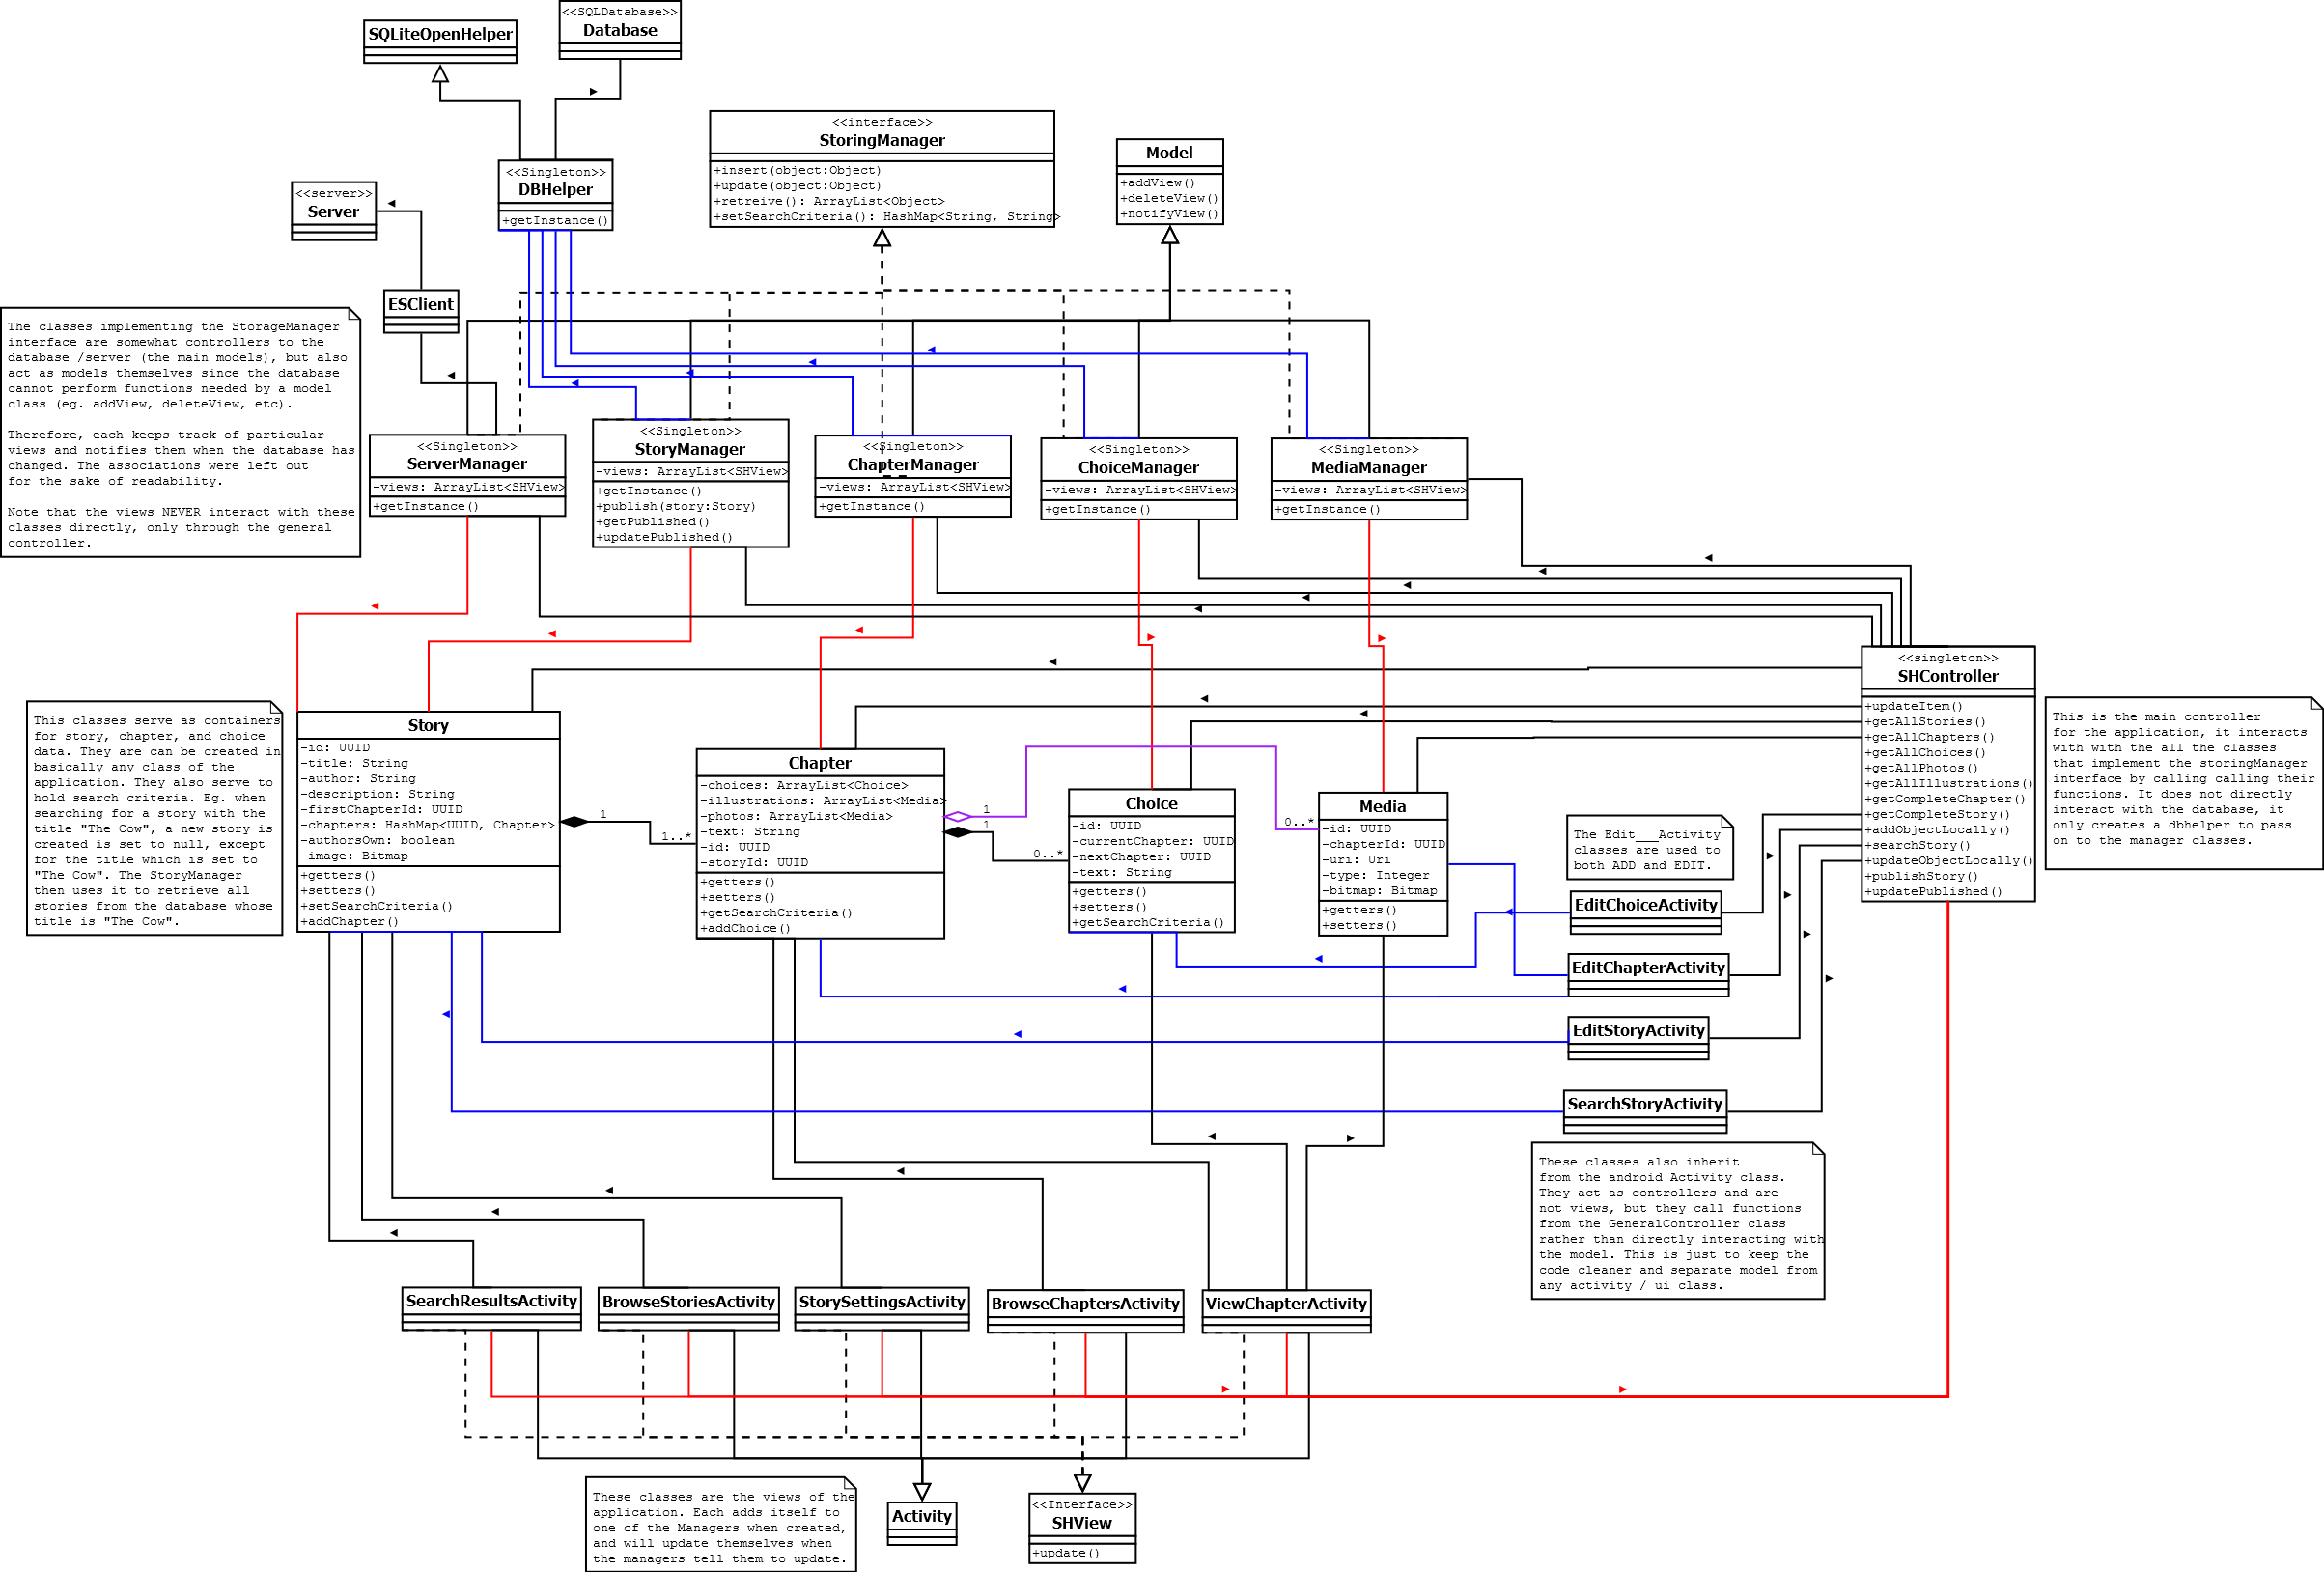 <<SQLDatabase>>
Database
SQLiteOpenHelper
<<interface>>
StoringManager
+insert(object:Object)
+update(object:Object)
+retreive(): ArrayList<Object>
+setSearchCriteria(): HashMap<String, String>
Model
+addView()
+deleteView()
+notifyView()
<<Singleton>>
DBHelper
+getInstance()
<<server>>
Server
ESClient
The classes implementing the StorageManager
interface are somewhat controllers to the
database /server (the main models), but also
act as models themselves since the database
cannot perform functions needed by a model
class (eg. addView, deleteView, etc).
Therefore, each keeps track of particular
views and notifies them when the database has
changed. The associations were left out
for the sake of readability.
Note that the views NEVER interact with these
classes directly, only through the general
controller.
<<Singleton>>
ServerManager
-views: ArrayList<SHView>
+getInstance()
<<Singleton>>
StoryManager
-views: ArrayList<SHView>
+getInstance()
+publish(story:Story)
+getPublished()
+updatePublished()
<<Singleton>>
ChapterManager
-views: ArrayList<SHView>
+getInstance()
<<Singleton>>
ChoiceManager
-views: ArrayList<SHView>
+getInstance()
<<Singleton>>
MediaManager
-views: ArrayList<SHView>
+getInstance()
<<singleton>>
SHController
+updateItem()
+getAllStories()
+getAllChapters()
+getAllChoices()
+getAllPhotos()
+getAllIllustrations()
+getCompleteChapter()
+getCompleteStory()
+addObjectLocally()
+searchStory()
+updateObjectLocally()
+publishStory()
+updatePublished()
This is the main controller
for the application, it interacts
with with the all the classes
that implement the storingManager
interface by calling calling their
functions. It does not directly
interact with the database, it
only creates a dbhelper to pass
on to the manager classes.
This classes serve as containers
for story, chapter, and choice
data. They are can be created in
basically any class of the
application. They also serve to
hold search criteria. Eg. when
searching for a story with the
title "The Cow", a new story is
created is set to null, except
for the title which is set to
"The Cow". The StoryManager
then uses it to retrieve all
stories from the database whose
title is "The Cow".
Story
-id: UUID
-title: String
-author: String
-description: String
-firstChapterId: UUID
-chapters: HashMap<UUID, Chapter>
-authorsOwn: boolean
-image: Bitmap
+getters()
+setters()
+setSearchCriteria()
+addChapter()
1
1..*
Chapter
-choices: ArrayList<Choice>
-illustrations: ArrayList<Media>
-photos: ArrayList<Media>
-text: String
-id: UUID
-storyId: UUID
+getters()
+setters()
+getSearchCriteria()
+addChoice()
1
1
0..*
0..*
Choice
-id: UUID
-currentChapter: UUID
-nextChapter: UUID
-text: String
+getters()
+setters()
+getSearchCriteria()
Media
-id: UUID
-chapterId: UUID
-uri: Uri
-type: Integer
-bitmap: Bitmap
+getters()
+setters()
The Edit___Activity
classes are used to
both ADD and EDIT.
EditChoiceActivity
EditChapterActivity
EditStoryActivity
SearchStoryActivity
These classes also inherit
from the android Activity class.
They act as controllers and are
not views, but they call functions
from the GeneralController class
rather than directly interacting with
the model. This is just to keep the
code cleaner and separate model from
any activity / ui class.
SearchResultsActivity
BrowseStoriesActivity
StorySettingsActivity
BrowseChaptersActivity
ViewChapterActivity
These classes are the views of the
application. Each adds itself to
one of the Managers when created,
and will update themselves when
the managers tell them to update.
Activity
<<Interface>>
SHView
+update()